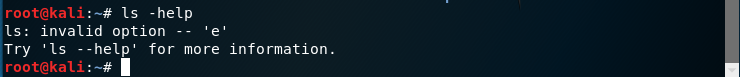 root@kali:~# ls -help
ls: invalid option -- 'e'
Try 'ls --help' for more information.
root@kali:~#